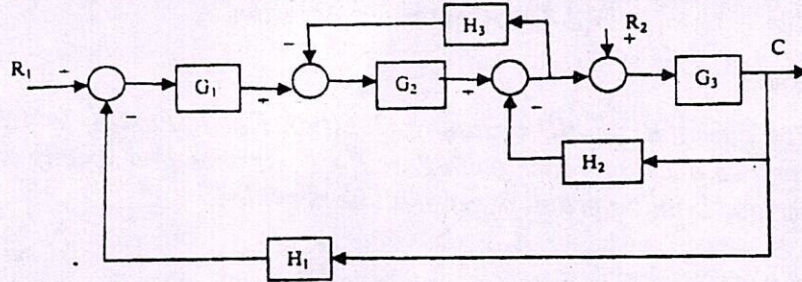 H₃
R₂
+
C
R₁
G₁
G₂
G₃
H₂
H₁